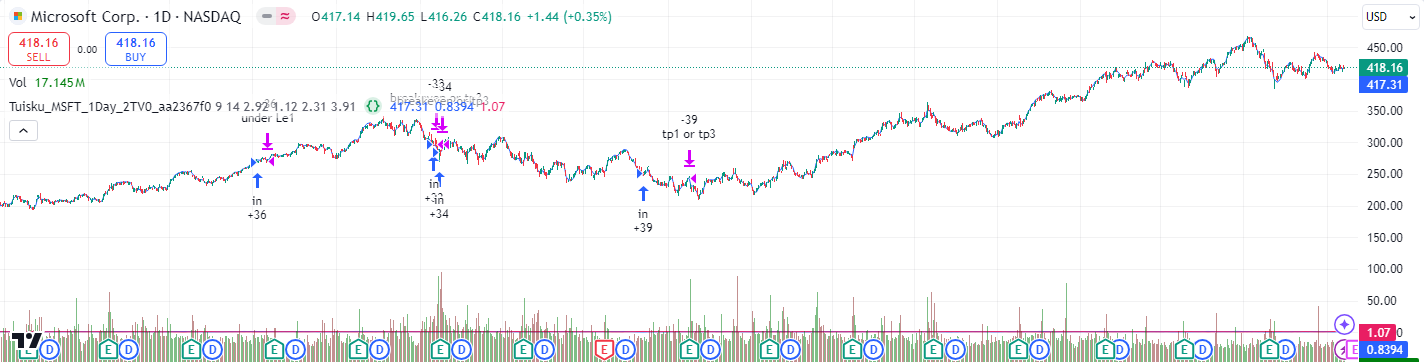 Microsoft Corp. · 1D · NASDAQ O417.14 H419.65 L416.26 C418.16 +1.44 (+0.35%)
USD
418.16 SELL
0.00
418.16 BUY
Vol 17.145M
Tuisku_MSFT_1Day_2TV0_aa2367f0 9 14 2.92 1.12 2.31 3.91 417.31 0.8394 1.07
under Le1
in
+36
-34
in
+34
-39
tp1 or tp3
in
+39
450.00
418.16
417.31
350.00
300.00
250.00
200.00
150.00
100.00
50.00
1.07
0.8394
E D E D E D E D E D E D E D E D E D E D E D E D E D E D E D E D